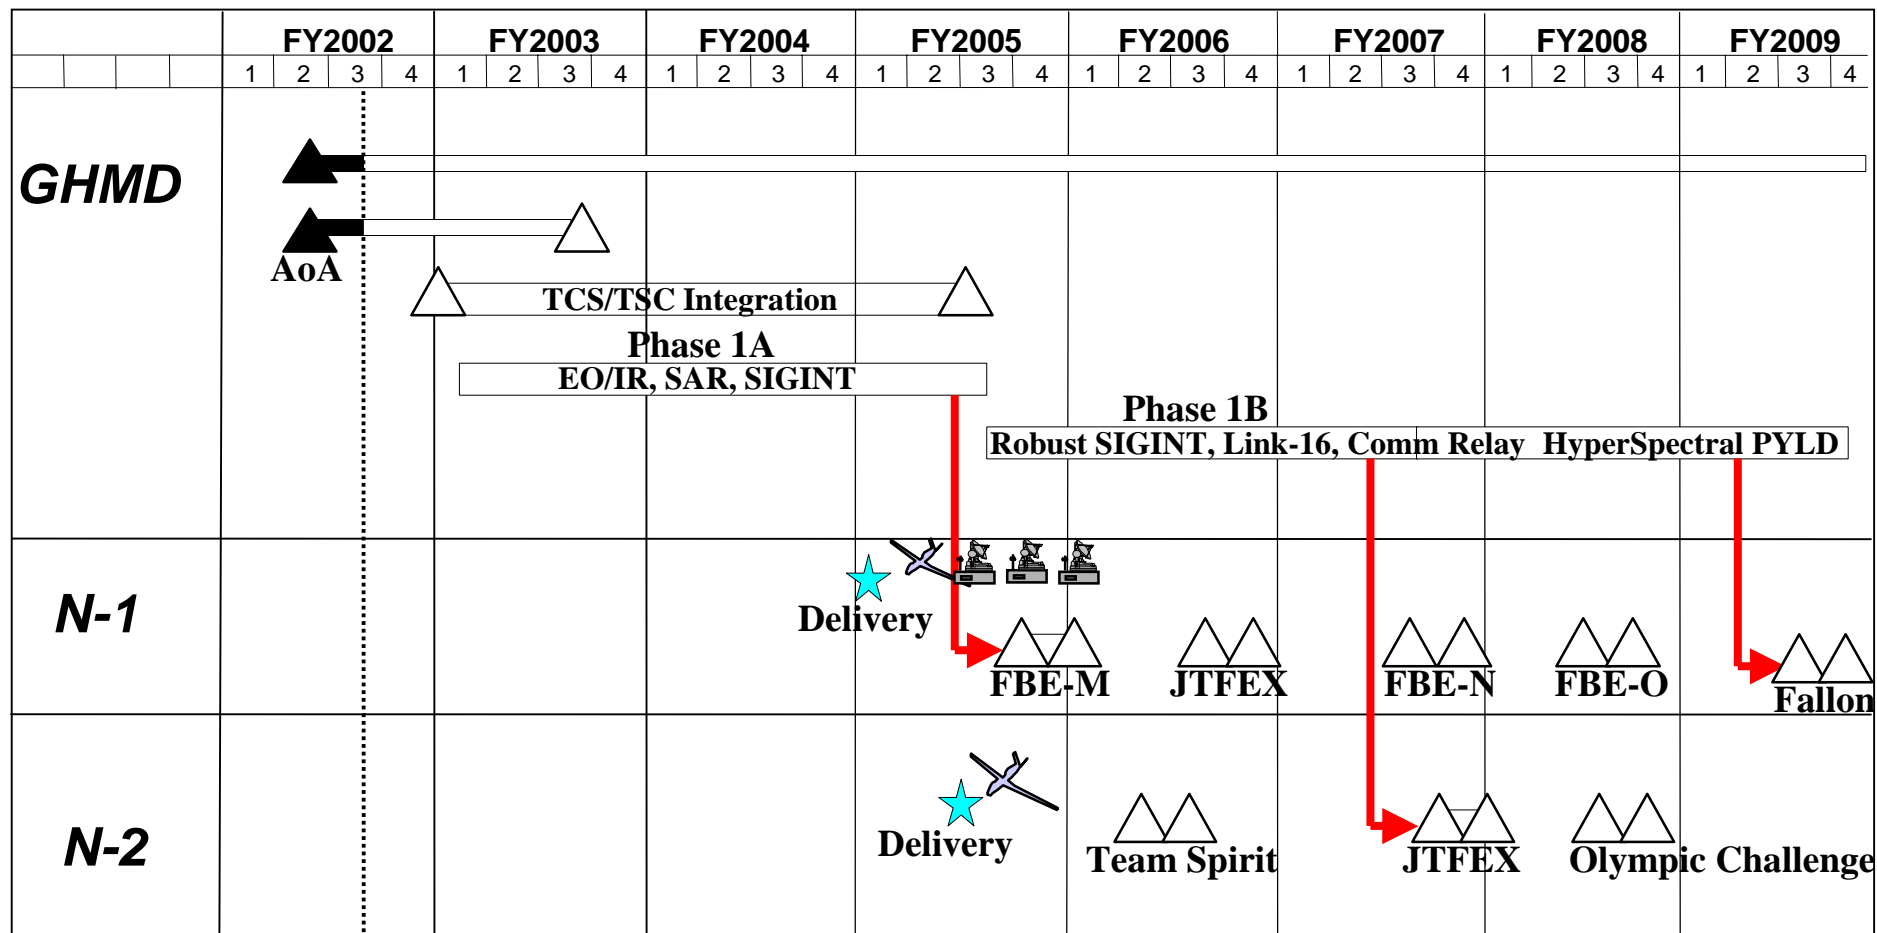 FY2002 FY2003 FY2004 FY2005 FY2006 FY2007 FY2008 FY2009
1 2 3 4 1 2 3 4 1 2 3 4 1 2 3 4 1 2 3 4 1 2 3 4 1 2 3 4 1 2 3 4
GHMD
AoA
TCS/TSC Integration
Phase 1A
EO/IR, SAR, SIGINT
Phase 1B
Robust SIGINT, Link-16, Comm Relay HyperSpectral PYLD
N-1
Delivery
FBE-M JTFEX FBE-N FBE-O Fallon
N-2
Delivery
Team Spirit JTFEX Olympic Challenge